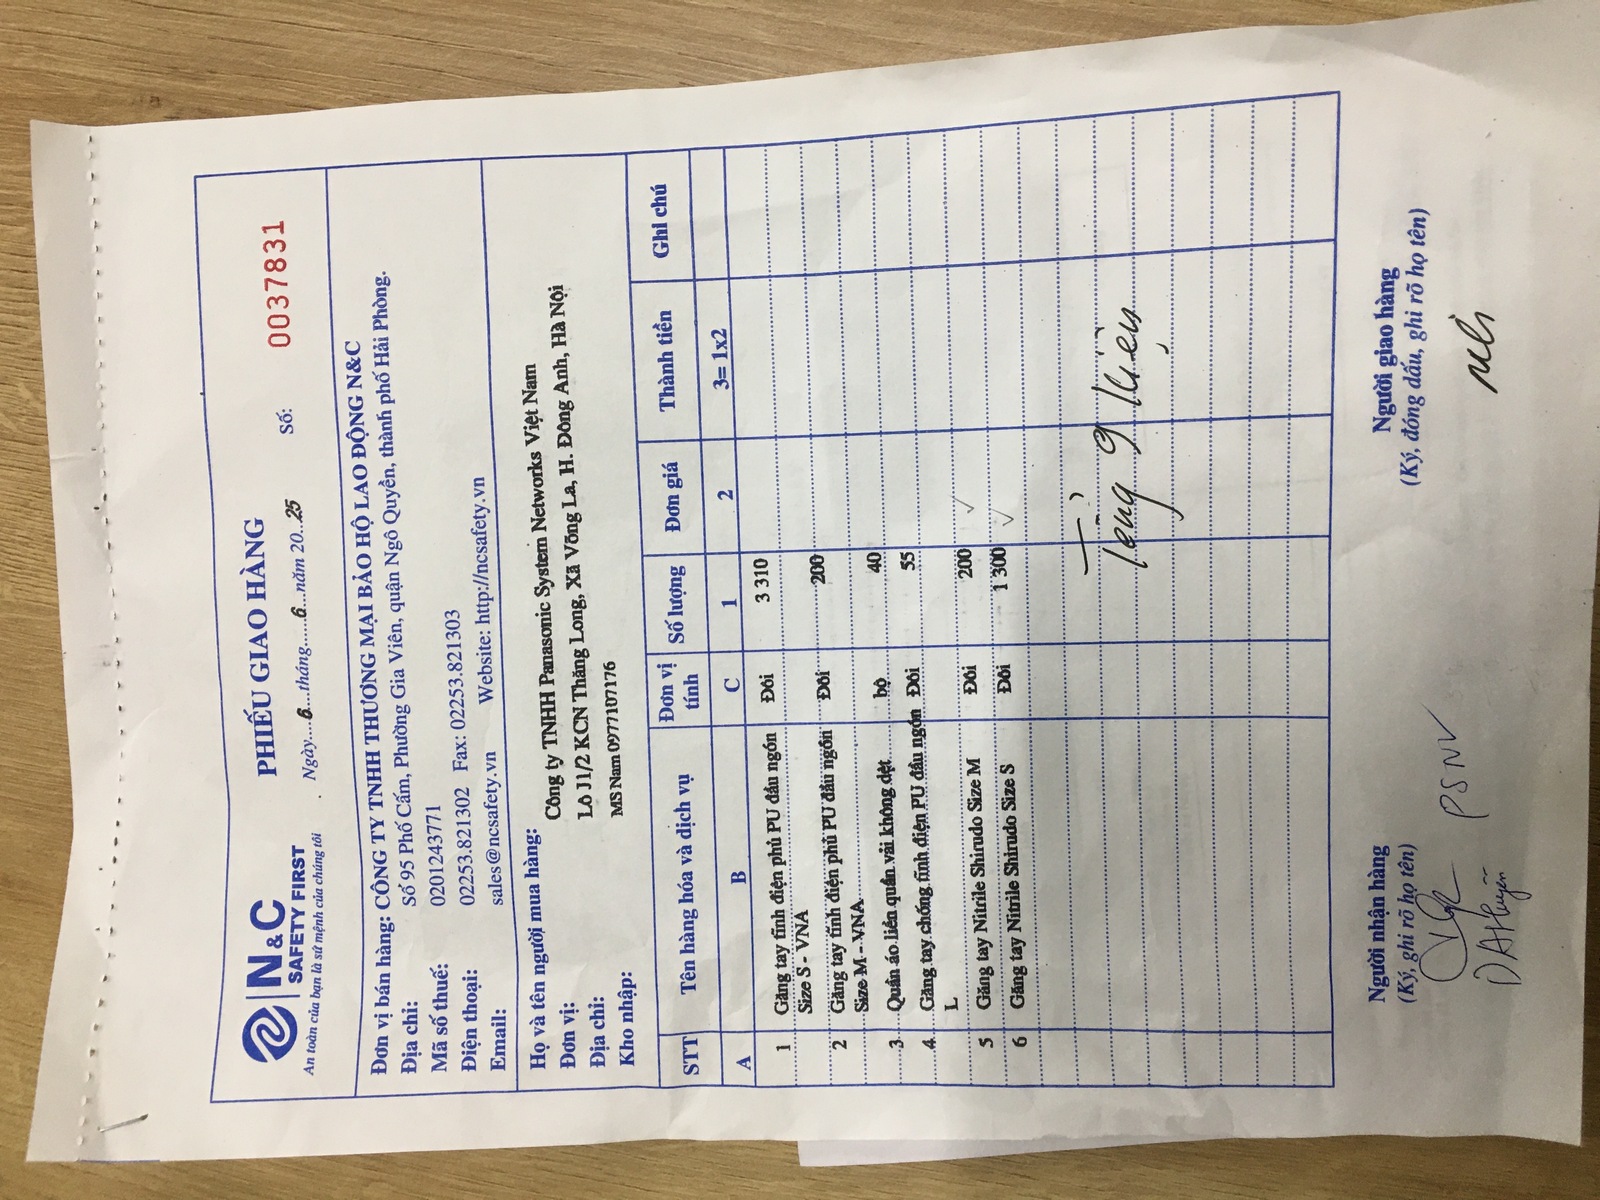 N&C
SAFETY FIRST
An toàn của bạn là sứ mệnh của chúng tôi
PHIẾU GIAO HÀNG
Ngày...6...tháng.....6...năm 20..25
Số: 0037831
Đơn vị bán hàng: CÔNG TY TNHH THƯƠNG MẠI BẢO HỘ LAO ĐỘNG N&C
Địa chỉ: Số 95 Phố Cấm, Phường Gia Viên, quận Ngô Quyền, thành phố Hải Phòng.
Mã số thuế: 0201243771
Điện thoại: 02253.821302 Fax: 02253.821303
Email: sales@ncsafety.vn Website: http://ncsafety.vn
Họ và tên người mua hàng:
Đơn vị: Công ty TNHH Panasonic System Networks Việt Nam
Địa chỉ: Lô J1/2 KCN Thăng Long, Xã Võng La, H. Đông Anh, Hà Nội
Kho nhập: MS Nam 0977107176
STT Tên hàng hóa và dịch vụ Đơn vị tính Số lượng Đơn giá Thành tiền Ghi chú
A B C 1 2 3= 1x2
1 Găng tay tĩnh điện phủ PU đầu ngón Đôi 3 310
Size S - VNA
2 Găng tay tĩnh điện phủ PU đầu ngón Đôi 200
Size M - VNA
3 Quần áo liền quần vải không dệt bộ 40
4 Găng tay chống tĩnh điện PU đầu ngón Đôi 55
L
5 Găng tay Nitrile Shirudo Size M Đôi 200 ✓
6 Găng tay Nitrile Shirudo Size S Đôi 1 300 ✓
Tổng 9 kiện
Người nhận hàng
(Ký, ghi rõ họ tên)
Người giao hàng
(Ký, đóng dấu, ghi rõ họ tên)
PSNV